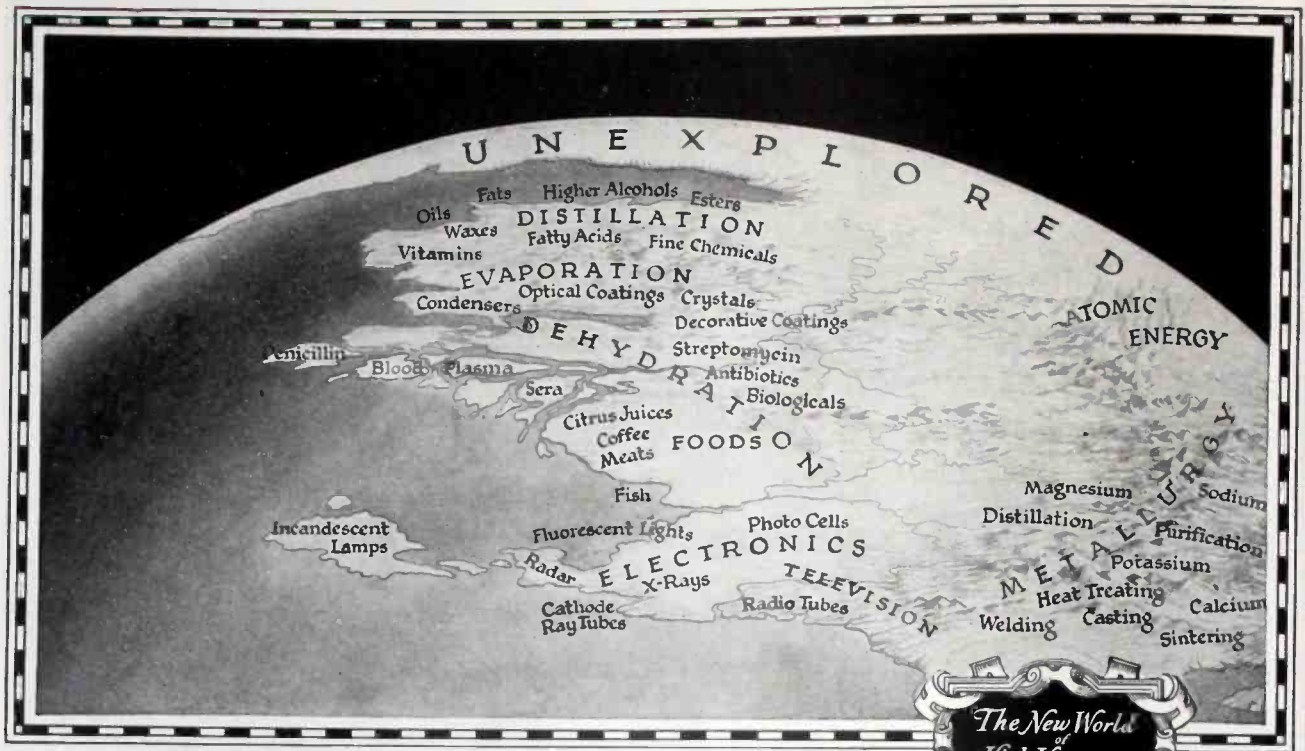 UNEXPLORED
Fats Higher Alcohols Esters
Oils DISTILLATION
Waxes Fatty Acids Fine Chemicals
Vitamins
EVAPORATION
Condensers Optical Coatings Crystals
DEHYDRATION
Decorative Coatings
ATOMIC
ENERGY
Penicillin
Blood Plasma
Streptomycin
Antibiotics
Sera
Biologicals
Citrus Juices
Coffee
Meats
FOODS
Fish
METALLURGY
Magnesium
Sodium
Distillation
Purification
Potassium
Heat Treating
Calcium
Welding
Casting
Sintering
Incandescent
Lamps
Fluorescent Lights
Photo Cells
ELECTRONICS
Radar
X-Rays
TELEVISION
Cathode
Ray Tubes
Radio Tubes
The New World
of